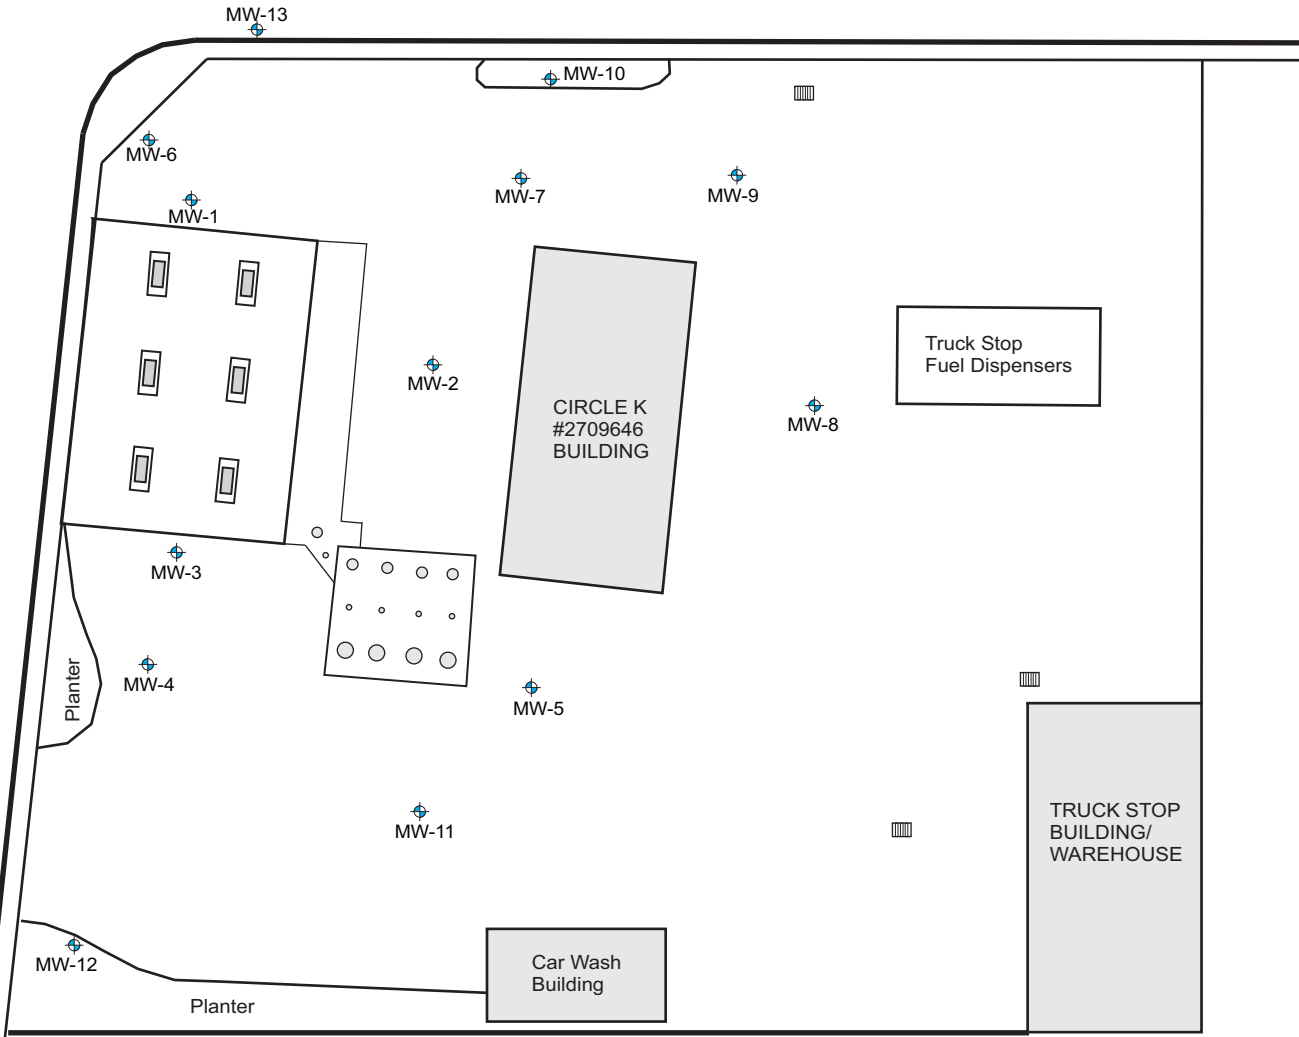 MW-13
MW-10
MW-6
MW-7
MW-9
MW-1
Truck Stop
Fuel Dispensers
MW-2
CIRCLE K
#2709646
BUILDING
MW-8
MW-3
Planter
MW-4
MW-5
MW-11
TRUCK STOP
BUILDING/
WAREHOUSE
MW-12
Car Wash
Building
Planter